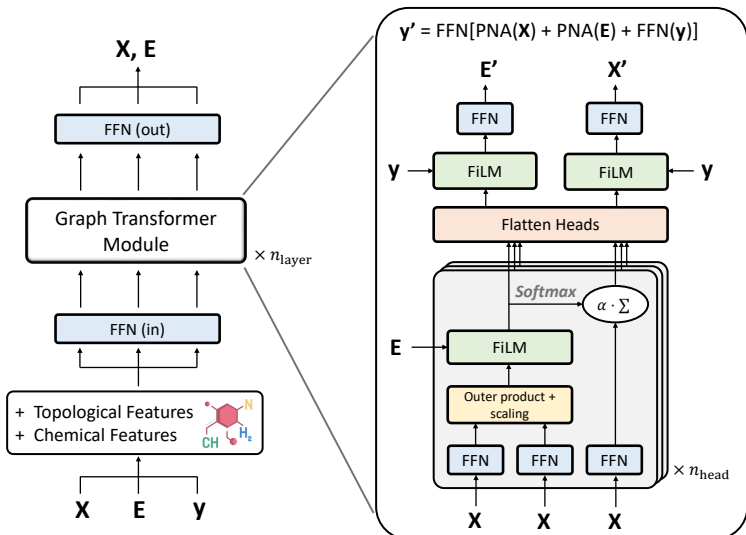 X, E
FFN (out)
Graph Transformer
Module
× n_layer
FFN (in)
+ Topological Features
+ Chemical Features
N
H₂
CH
X E y
y’ = FFN[PNA(X) + PNA(E) + FFN(y)]
E’ X’
FFN FFN
y FiLM FiLM y
Flatten Heads
Softmax
α · Σ
E FiLM
Outer product +
scaling
FFN FFN FFN
× n_head
X X X